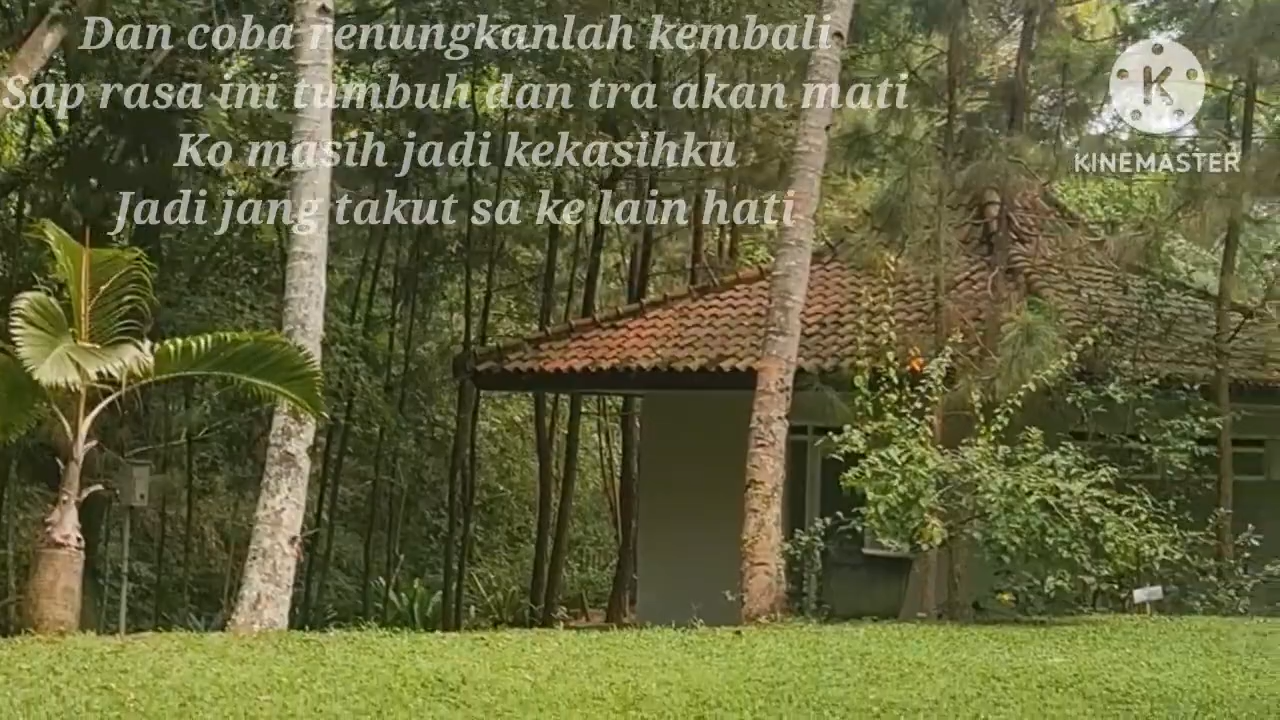 Dan coba renungkanlah kembali
Sap rasa ini tumbuh dan tra akan mati
Ko masih jadi kekasihku
Jadi jang takut sa ke lain hati
K
KINEMASTER